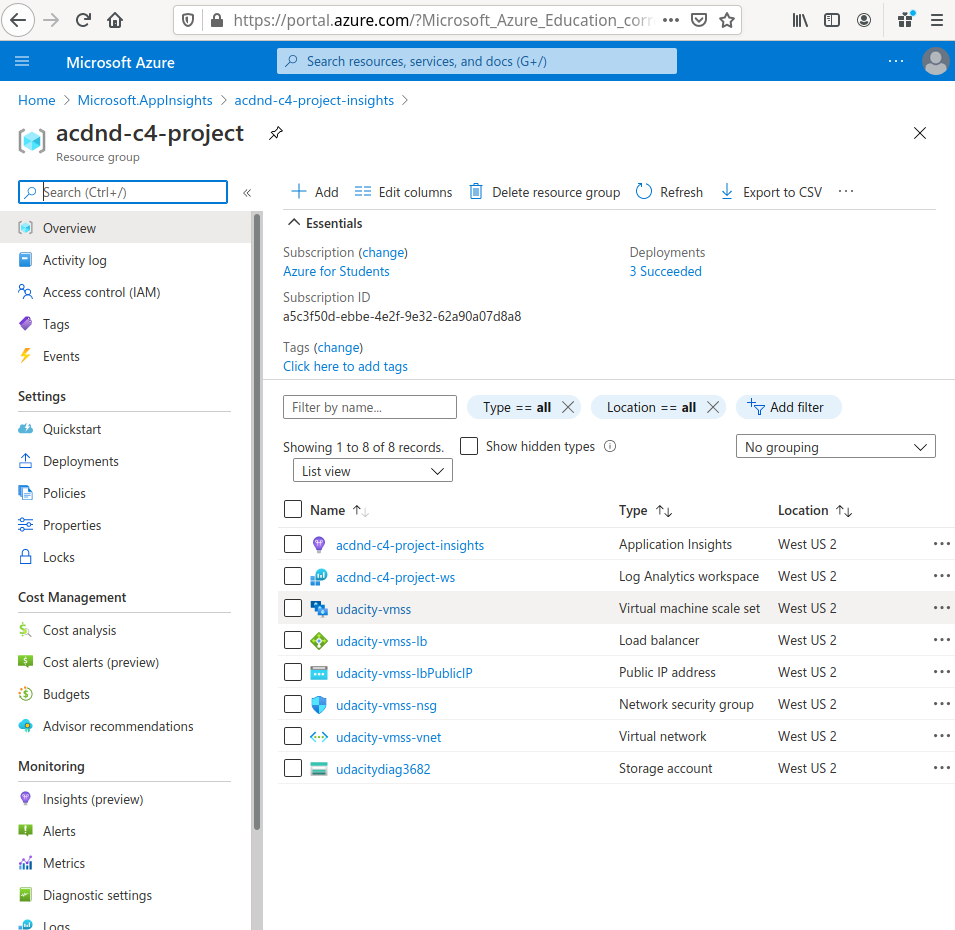 https://portal.azure.com/?Microsoft_Azure_Education_corr
Microsoft Azure
Search resources, services, and docs (G+/)
Home > Microsoft.AppInsights > acdnd-c4-project-insights >
acdnd-c4-project
Resource group
Search (Ctrl+/)
«
Add
Edit columns
Delete resource group
Refresh
Export to CSV
Overview
Activity log
Access control (IAM)
Tags
Events
Settings
Quickstart
Deployments
Policies
Properties
Locks
Cost Management
Cost analysis
Cost alerts (preview)
Budgets
Advisor recommendations
Monitoring
Insights (preview)
Alerts
Metrics
Diagnostic settings
Logs
Essentials
Subscription (change)
Azure for Students
Subscription ID
a5c3f50d-ebbe-4e2f-9e32-62a90a07d8a8
Tags (change)
Click here to add tags
Deployments
3 Succeeded
Filter by name...
Type == all
Location == all
Add filter
Showing 1 to 8 of 8 records.
Show hidden types
No grouping
List view
Name Type Location
acdnd-c4-project-insights Application Insights West US 2
acdnd-c4-project-ws Log Analytics workspace West US 2
udacity-vmss Virtual machine scale set West US 2
udacity-vmss-lb Load balancer West US 2
udacity-vmss-lbPublicIP Public IP address West US 2
udacity-vmss-nsg Network security group West US 2
udacity-vmss-vnet Virtual network West US 2
udacitydiag3682 Storage account West US 2